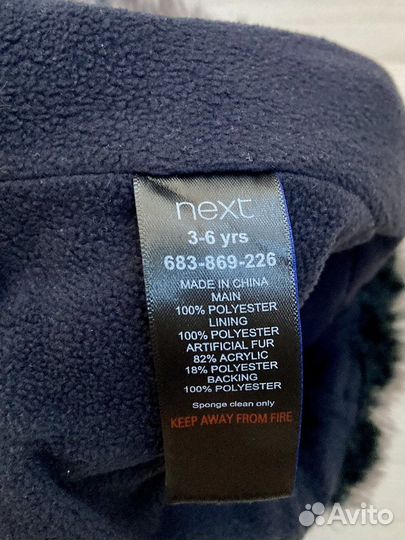 next
3-6 yrs
683-869-226
MADE IN CHINA
MAIN
100% POLYESTER
LINING
100% POLYESTER
ARTIFICIAL FUR
82% ACRYLIC
18% POLYESTER
BACKING
100% POLYESTER
Sponge clean only
KEEP AWAY FROM FIRE
Avito